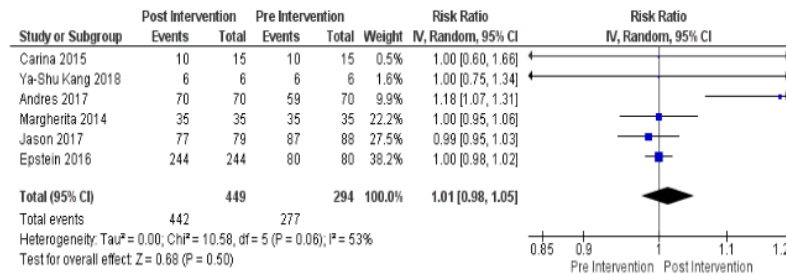 Post Intervention Pre Intervention Risk Ratio Risk Ratio
Study or Subgroup Events Total Events Total Weight IV, Random, 95% CI IV, Random, 95% CI
Carina 2015 10 15 10 15 0.5% 1.00 [0.60, 1.66]
Ya-Shu Kang 2018 6 6 6 6 1.6% 1.00 [0.75, 1.34]
Andres 2017 70 70 59 70 9.9% 1.18 [1.07, 1.31]
Margherita 2014 35 35 35 35 22.2% 1.00 [0.95, 1.06]
Jason 2017 77 79 87 88 27.5% 0.99 [0.95, 1.03]
Epstein 2016 244 244 80 80 38.2% 1.00 [0.98, 1.02]
Total (95% CI) 449 294 100.0% 1.01 [0.98, 1.05]
Total events 442 277
Heterogeneity: Tau² = 0.00; Chi² = 10.58, df = 5 (P = 0.06); I² = 53%
Test for overall effect: Z = 0.68 (P = 0.50)
0.85 0.9 1 1.1
Pre Intervention Post Intervention